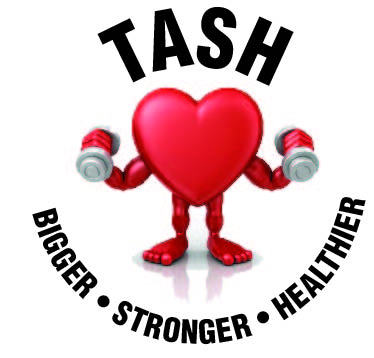 TASH
BIGGER • STRONGER • HEALTHIER